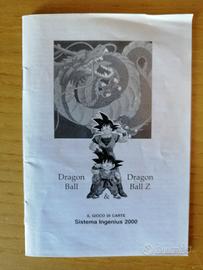 Dragon Ball
&
Dragon Ball Z
IL GIOCO DI CARTE
Sistema Ingenius 2000